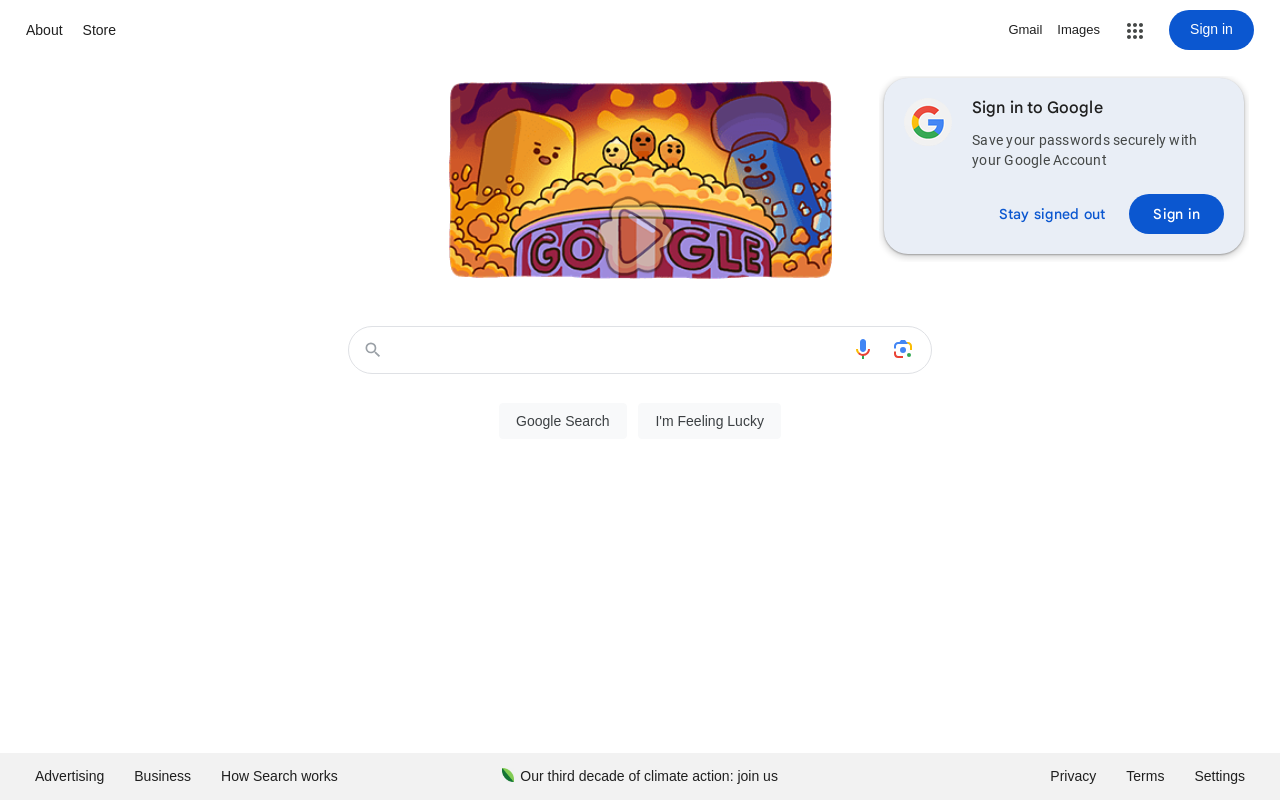 About Store
Gmail Images Sign in
GOOGLE
Sign in to Google
Save your passwords securely with
your Google Account
Stay signed out Sign in
Google Search I'm Feeling Lucky
Advertising Business How Search works Our third decade of climate action: join us Privacy Terms Settings